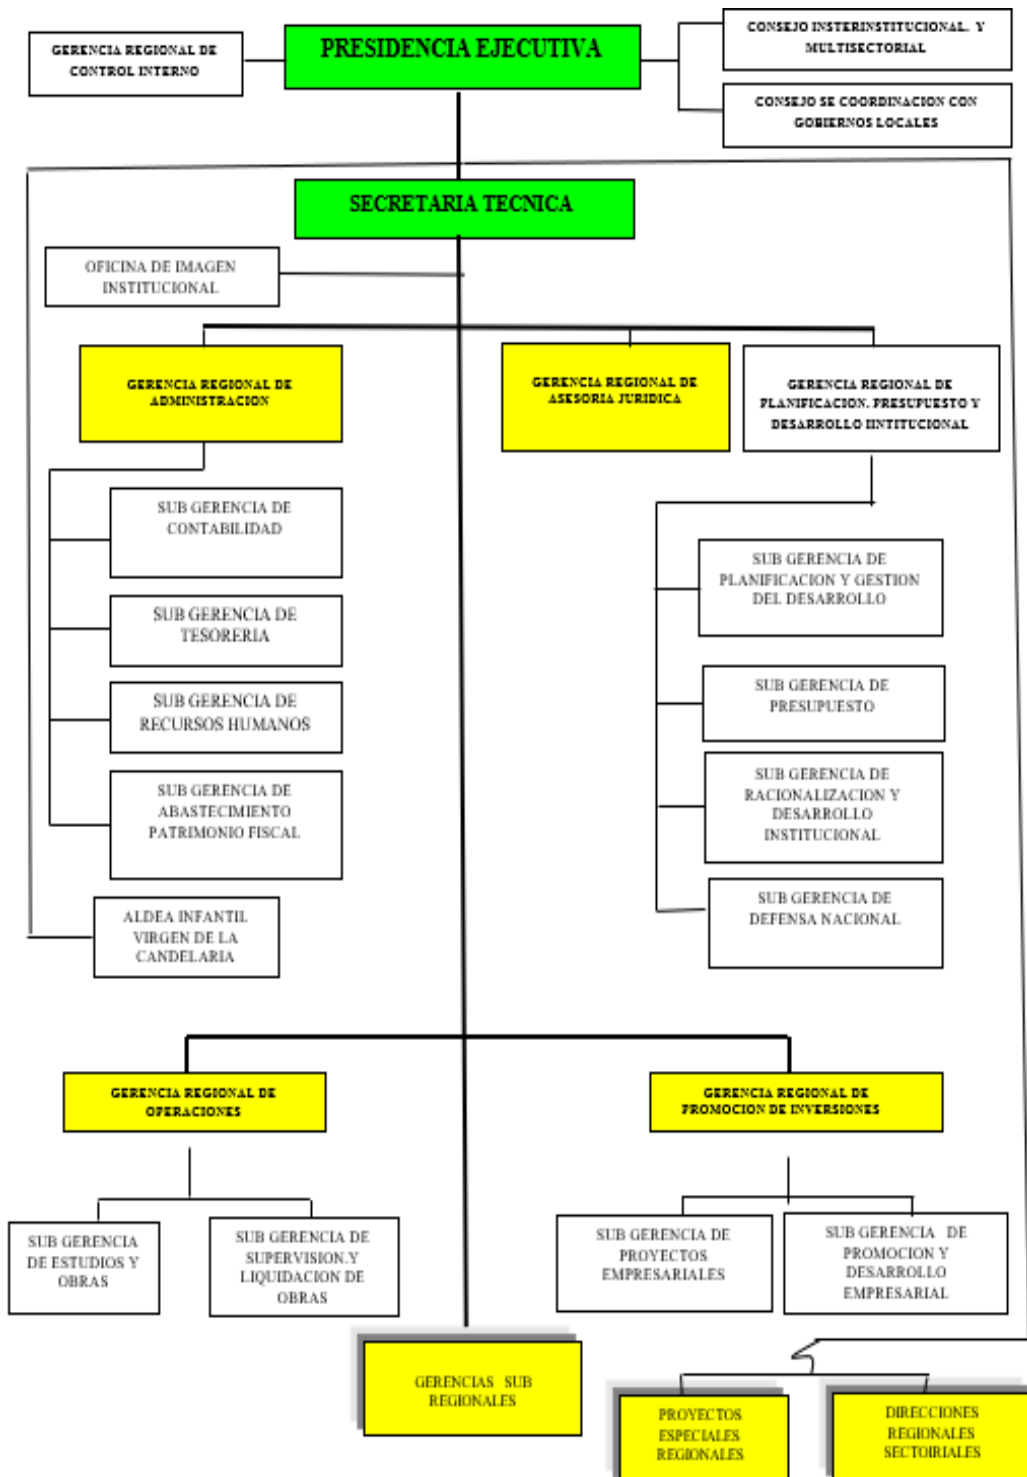 GERENCIA REGIONAL DE
CONTROL INTERNO
PRESIDENCIA EJECUTIVA
CONSEJO INSTERINSTITUCIONAL. Y
MULTISECTORIAL
CONSEJO SE COORDINACION CON
GOBIERNOS LOCALES
SECRETARIA TECNICA
OFICINA DE IMAGEN
INSTITUCIONAL
GERENCIA REGIONAL DE
ADMINISTRACION
GERENCIA REGIONAL DE
ASESORIA JURIDICA
GERENCIA REGIONAL DE
PLANIFICACION. PRESUPUESTO Y
DESARROLLO IINTITUCIONAL
SUB GERENCIA DE
CONTABILIDAD
SUB GERENCIA DE
TESORERIA
SUB GERENCIA DE
RECURSOS HUMANOS
SUB GERENCIA DE
ABASTECIMIENTO
PATRIMONIO FISCAL
ALDEA INFANTIL
VIRGEN DE LA
CANDELARIA
SUB GERENCIA DE
PLANIFICACION Y GESTION
DEL DESARROLLO
SUB GERENCIA DE
PRESUPUESTO
SUB GERENCIA DE
RACIONALIZACION Y
DESARROLLO
INSTITUCIONAL
SUB GERENCIA DE
DEFENSA NACIONAL
GERENCIA REGIONAL DE
OPERACIONES
GERENCIA REGIONAL DE
PROMOCION DE INVERSIONES
SUB GERENCIA
DE ESTUDIOS Y
OBRAS
SUB GERENCIA DE
SUPERVISION.Y
LIQUIDACION DE
OBRAS
SUB GERENCIA DE
PROYECTOS
EMPRESARIALES
SUB GERENCIA DE
PROMOCION Y
DESARROLLO
EMPRESARIAL
GERENCIAS SUB
REGIONALES
PROYECTOS
ESPECIALES
REGIONALES
DIRECCIONES
REGIONALES
SECTOIRIALES